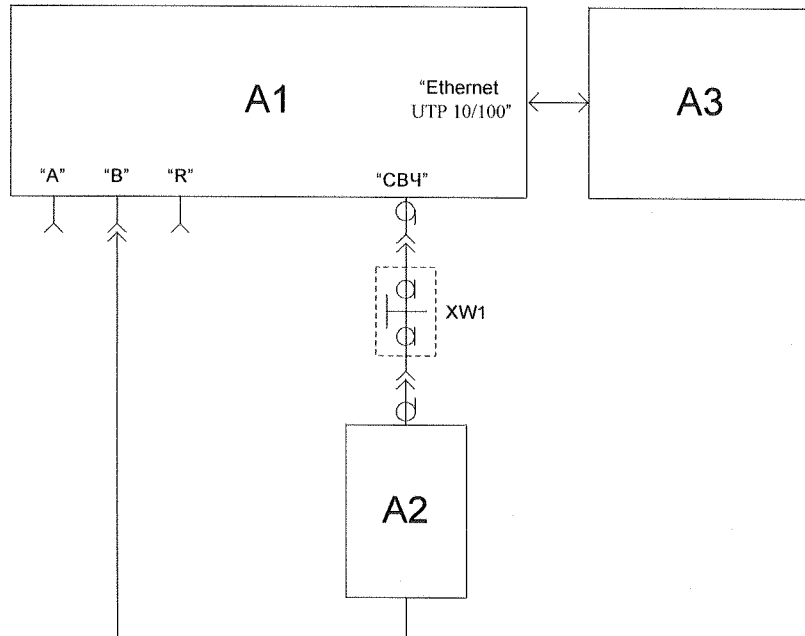 A1
"Ethernet
UTP 10/100"
A3
"A" "B" "R" "СВЧ"
XW1
A2